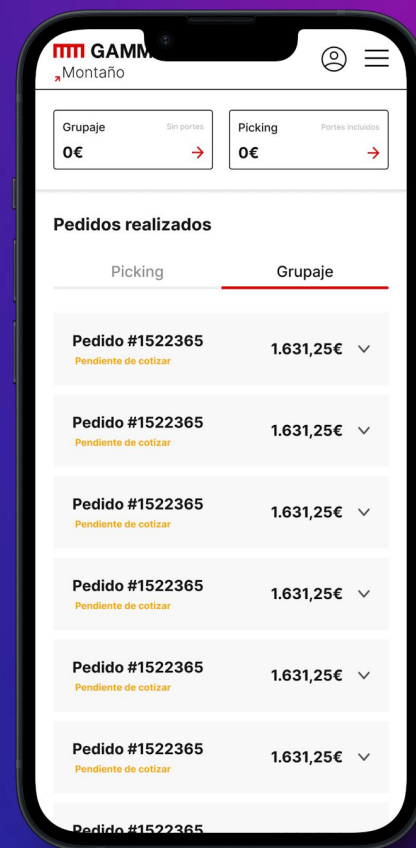 GAMM
Montaño
Grupaje Sin portes
0€
Picking Portes incluidos
0€
Pedidos realizados
Picking Grupaje
Pedido #1522365 1.631,25€
Pendiente de cotizar
Pedido #1522365 1.631,25€
Pendiente de cotizar
Pedido #1522365 1.631,25€
Pendiente de cotizar
Pedido #1522365 1.631,25€
Pendiente de cotizar
Pedido #1522365 1.631,25€
Pendiente de cotizar
Pedido #1522365 1.631,25€
Pendiente de cotizar
Pedido #1522365